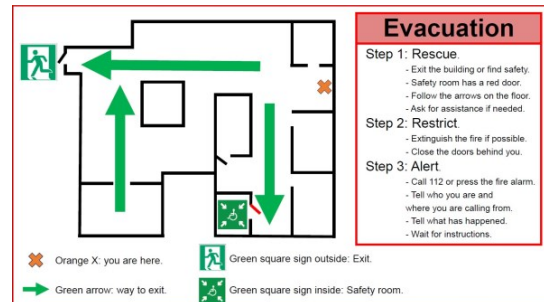 Evacuation
Step 1: Rescue.
- Exit the building or find safety.
- Safety room has a red door.
- Follow the arrows on the floor.
- Ask for assistance if needed.
Step 2: Restrict.
- Extinguish the fire if possible.
- Close the doors behind you.
Step 3: Alert.
- Call 112 or press the fire alarm.
- Tell who you are and
where you are calling from.
- Tell what has happened.
- Wait for instructions.
Orange X: you are here.
Green square sign outside: Exit.
Green arrow: way to exit.
Green square sign inside: Safety room.